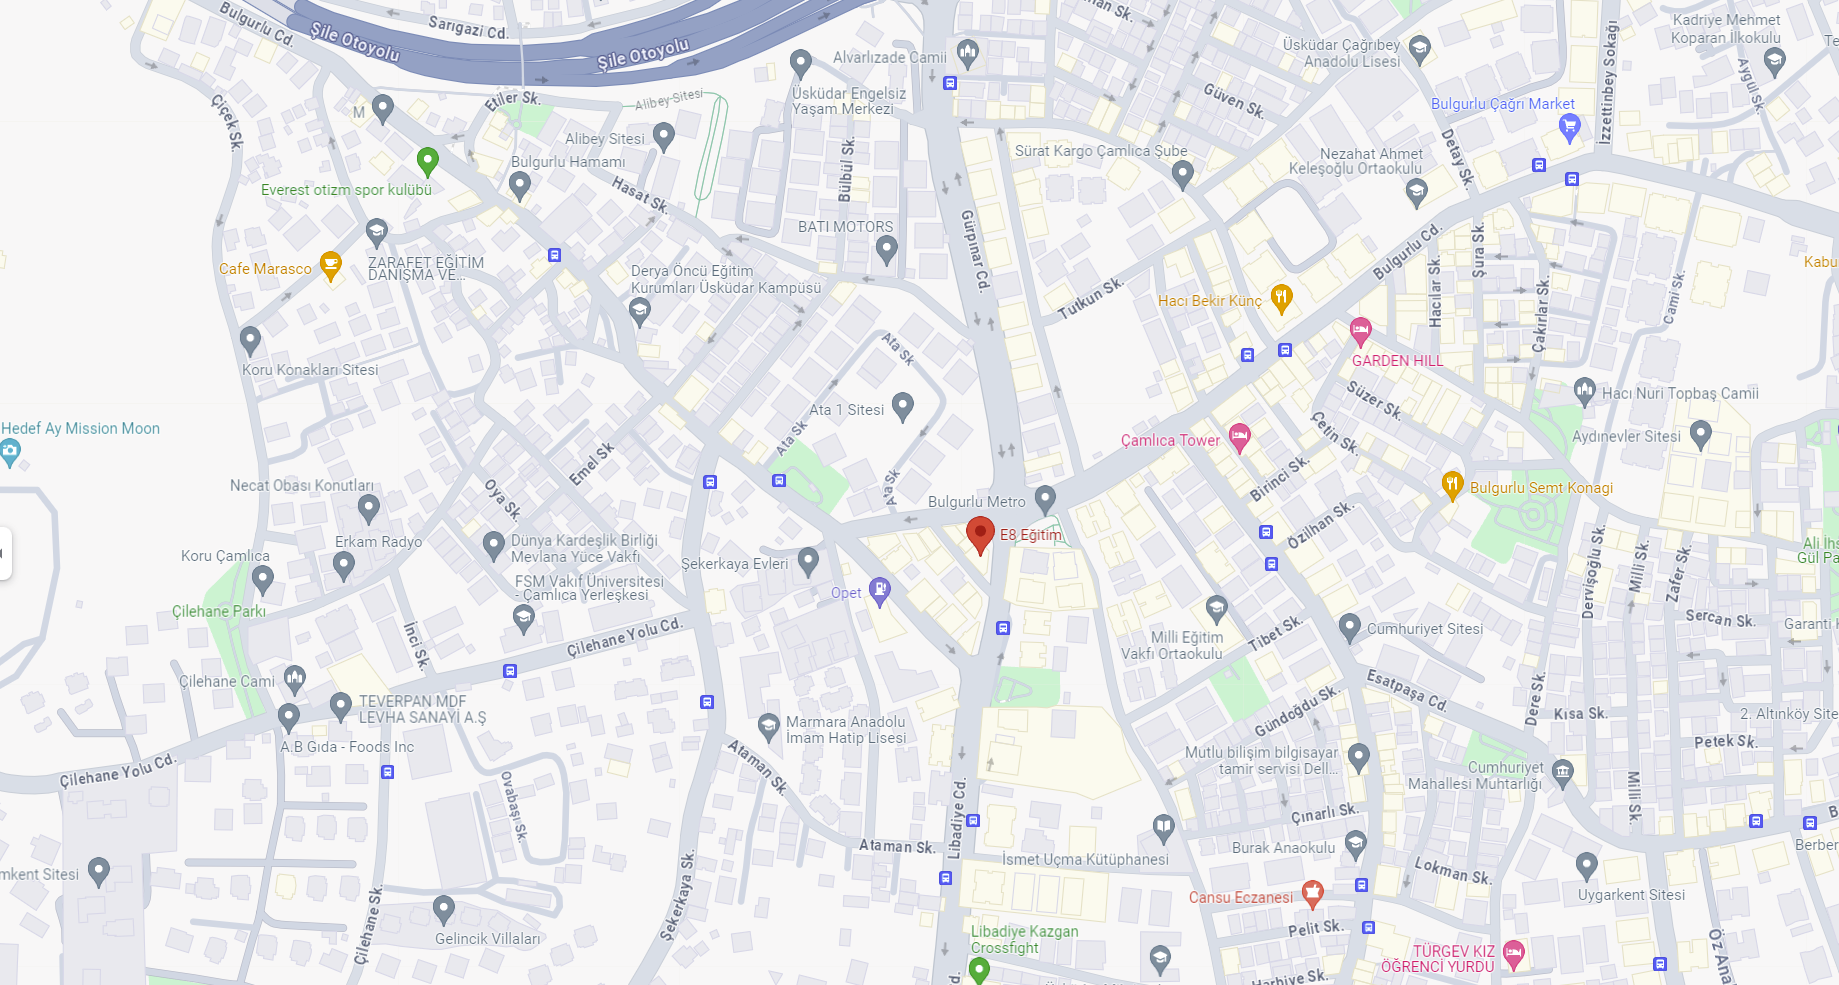 Bulgurlu Cd.
Sarıgazi Cd.
Şile Otoyolu
Şile Otoyolu
Alvarlızade Camii
Üsküdar Çağrıbey
Anadolu Lisesi
Kadriye Mehmet
Koparan İlkokulu
İzzettinbey Sokağı
Aygül Sk.
Çiçek Sk.
M
Etiler Sk.
Alibey Sitesi
Alibey Sitesi
Üsküdar Engelsiz
Yaşam Merkezi
Güven Sk.
Bulgurlu Çağrı Market
Detay Sk.
Everest otizm spor kulübü
Bulgurlu Hamamı
Hasat Sk.
Bülbül Sk.
Sürat Kargo Çamlıca Şube
Nezahat Ahmet
Keleşoğlu Ortaokulu
BATI MOTORS
Gürpınar Cd.
Cafe Marasco
ZARAFET EĞİTİM
DANIŞMA VE...
Derya Öncü Eğitim
Kurumları Üsküdar Kampüsü
Tulkun Sk.
Hacı Bekir Künç
Bulgurlu Cd.
Hacılar Sk.
Şura Sk.
Çakırlar Sk.
Cami Sk.
Koru Konakları Sitesi
Ata Sk
GARDEN HILL
Süzer Sk.
Hacı Nuri Topbaş Camii
Hedef Ay Mission Moon
Ata 1 Sitesi
Ata Sk
Çamlıca Tower
Çetin Sk.
Aydınevler Sitesi
Emel Sk
Birinci Sk.
Necat Obası Konutları
Oya Sk.
Ata Sk
Bulgurlu Metro
Bulgurlu Semt Konagi
Erkam Radyo
Dünya Kardeşlik Birliği
Mevlana Yüce Vakfı
E8 Eğitim
Özilhan Sk.
Koru Çamlıca
Şekerkaya Evleri
FSM Vakıf Üniversitesi
- Çamlıca Yerleşkesi
Opet
Dervişoğlu Sk.
Milli Sk.
Zafer Sk.
Çilehane Parkı
İnci Sk.
Çilehane Yolu Cd.
Milli Eğitim
Vakfı Ortaokulu
Tibet Sk.
Cumhuriyet Sitesi
Sercan Sk.
Çilehane Cami
TEVERPAN MDF
LEVHA SANAYİ A.Ş
Esatpaşa Cd.
Dere Sk.
Kısa Sk.
2. Altınköy Site
A.B Gıda - Foods Inc
Marmara Anadolu
İmam Hatip Lisesi
Gündoğdu Sk.
Petek Sk.
Çilehane Yolu Cd.
Ataman Sk.
Mutlu bilişim bilgisayar
tamir servisi Dell...
Cumhuriyet
Mahallesi Muhtarlığı
Ovabaşı Sk.
Libadiye Cd.
Çınarlı Sk.
Milli Sk.
Ataman Sk.
İsmet Uçma Kütüphanesi
Burak Anaokulu
Lokman Sk.
Uygarkent Sitesi
Şekerkaya Sk.
Çilehane Sk.
Gelincik Villaları
Cansu Eczanesi
Pelit Sk.
Libadiye Kazgan
Crossfight
TÜRGEV KIZ
ÖĞRENCİ YURDU
Harbiye Sk.